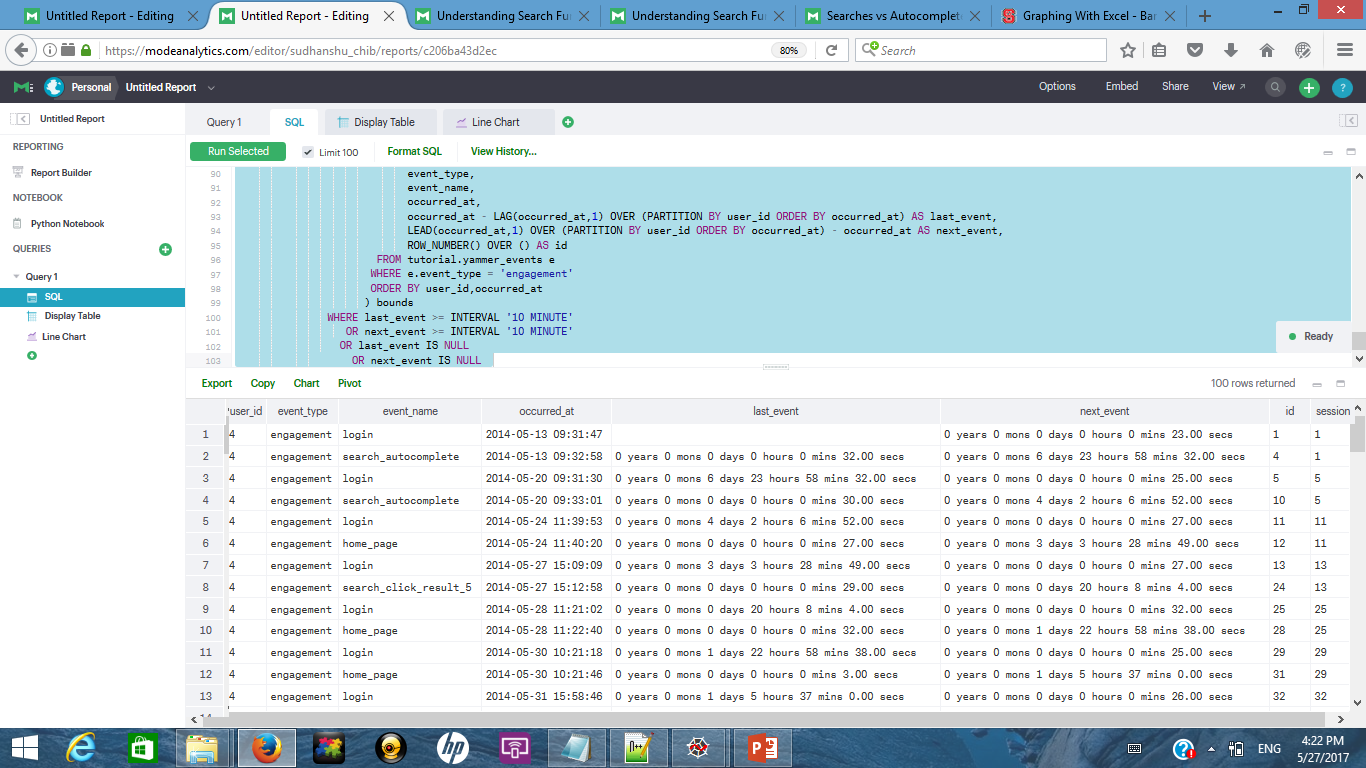 Untitled Report - Editing
Untitled Report - Editing
Understanding Search Fu
Understanding Search Fu
Searches vs Autocomplete
Graphing With Excel - Bar
https://modeanalytics.com/editor/sudhanshu_chib/reports/c206ba43d2ec
80%
Search
Personal
Untitled Report
Options
Embed
Share
View
?
Untitled Report
REPORTING
Report Builder
NOTEBOOK
Python Notebook
QUERIES
Query 1
SQL
Display Table
Line Chart
Query 1
SQL
Display Table
Line Chart
Run Selected
Limit 100
Format SQL
View History...
90 event_type,
91 event_name,
92 occurred_at,
93 occurred_at - LAG(occurred_at,1) OVER (PARTITION BY user_id ORDER BY occurred_at) AS last_event,
94 LEAD(occurred_at,1) OVER (PARTITION BY user_id ORDER BY occurred_at) - occurred_at AS next_event,
95 ROW_NUMBER() OVER () AS id
96 FROM tutorial.yammer_events e
97 WHERE e.event_type = 'engagement'
98 ORDER BY user_id,occurred_at
99 ) bounds
100 WHERE last_event >= INTERVAL '10 MINUTE'
101 OR next_event >= INTERVAL '10 MINUTE'
102 OR last_event IS NULL
103 OR next_event IS NULL
Ready
Export
Copy
Chart
Pivot
100 rows returned
user_id event_type event_name occurred_at last_event next_event id session
1 4 engagement login 2014-05-13 09:31:47 0 years 0 mons 0 days 0 hours 0 mins 23.00 secs 1 1
2 4 engagement search_autocomplete 2014-05-13 09:32:58 0 years 0 mons 0 days 0 hours 0 mins 32.00 secs 0 years 0 mons 6 days 23 hours 58 mins 32.00 secs 4 1
3 4 engagement login 2014-05-20 09:31:30 0 years 0 mons 6 days 23 hours 58 mins 32.00 secs 0 years 0 mons 0 days 0 hours 0 mins 25.00 secs 5 5
4 4 engagement search_autocomplete 2014-05-20 09:33:01 0 years 0 mons 0 days 0 hours 0 mins 30.00 secs 0 years 0 mons 4 days 2 hours 6 mins 52.00 secs 10 5
5 4 engagement login 2014-05-24 11:39:53 0 years 0 mons 4 days 2 hours 6 mins 52.00 secs 0 years 0 mons 0 days 0 hours 0 mins 27.00 secs 11 11
6 4 engagement home_page 2014-05-24 11:40:20 0 years 0 mons 0 days 0 hours 0 mins 27.00 secs 0 years 0 mons 3 days 3 hours 28 mins 49.00 secs 12 11
7 4 engagement login 2014-05-27 15:09:09 0 years 0 mons 3 days 3 hours 28 mins 49.00 secs 0 years 0 mons 0 days 0 hours 0 mins 27.00 secs 13 13
8 4 engagement search_click_result_5 2014-05-27 15:12:58 0 years 0 mons 0 days 0 hours 0 mins 29.00 secs 0 years 0 mons 0 days 20 hours 8 mins 4.00 secs 24 13
9 4 engagement login 2014-05-28 11:21:02 0 years 0 mons 0 days 20 hours 8 mins 4.00 secs 0 years 0 mons 0 days 0 hours 0 mins 32.00 secs 25 25
10 4 engagement home_page 2014-05-28 11:22:40 0 years 0 mons 0 days 0 hours 0 mins 32.00 secs 0 years 0 mons 1 days 22 hours 58 mins 38.00 secs 28 25
11 4 engagement login 2014-05-30 10:21:18 0 years 0 mons 1 days 22 hours 58 mins 38.00 secs 0 years 0 mons 0 days 0 hours 0 mins 25.00 secs 29 29
12 4 engagement home_page 2014-05-30 10:21:46 0 years 0 mons 0 days 0 hours 0 mins 3.00 secs 0 years 0 mons 1 days 5 hours 37 mins 0.00 secs 31 29
13 4 engagement login 2014-05-31 15:58:46 0 years 0 mons 1 days 5 hours 37 mins 0.00 secs 0 years 0 mons 0 days 0 hours 0 mins 26.00 secs 32 32
ENG
4:22 PM
5/27/2017